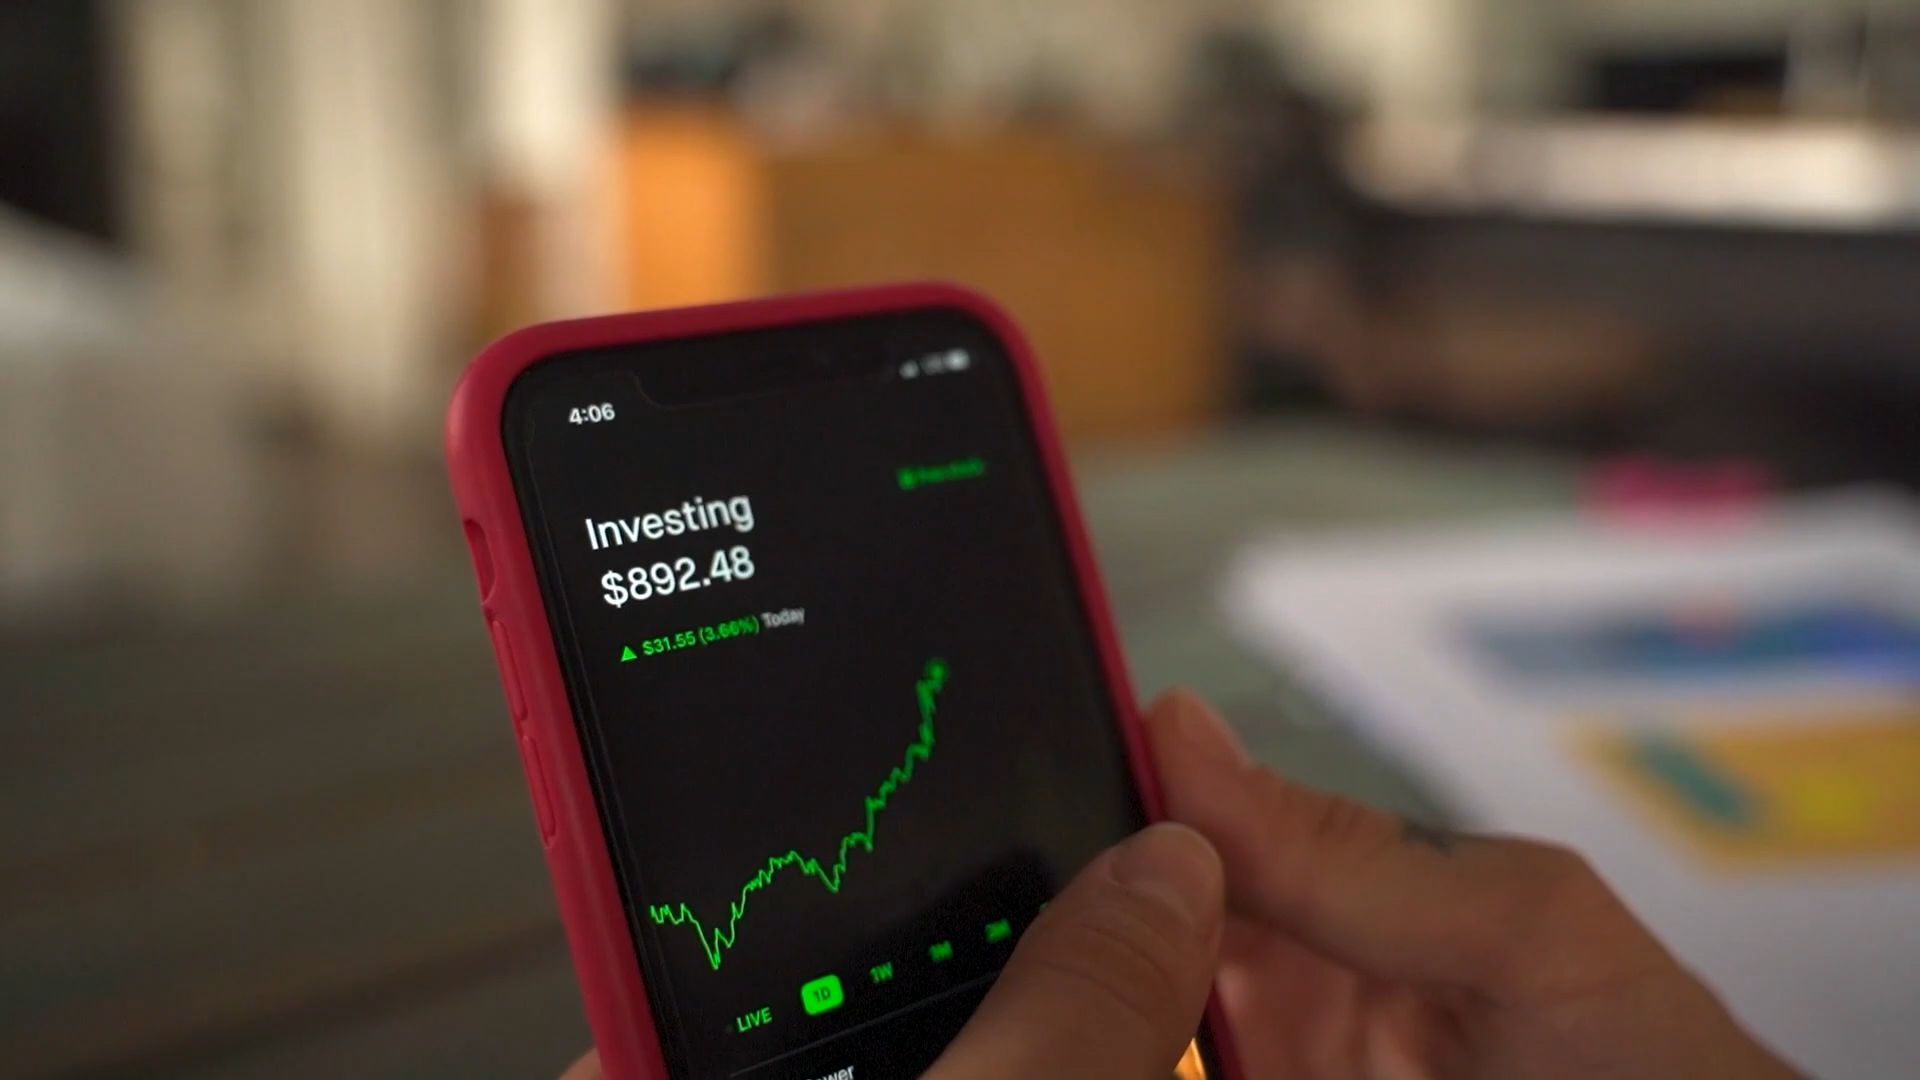 4:06
Investing
$892.48
▲ $31.55 (3.66%) Today
LIVE 1D 1W